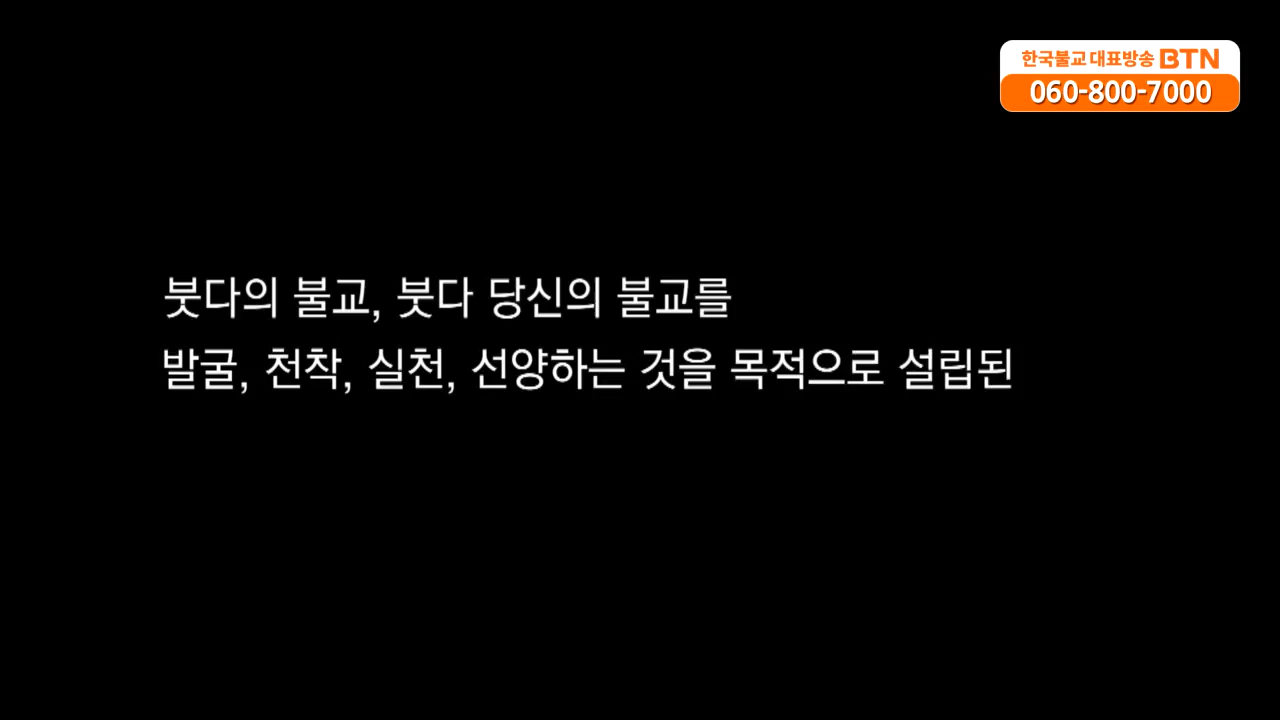 한국불교 대표방송 BTN
060-800-7000
붓다의 불교, 붓다 당신의 불교를
발굴, 천착, 실천, 선양하는 것을 목적으로 설립된